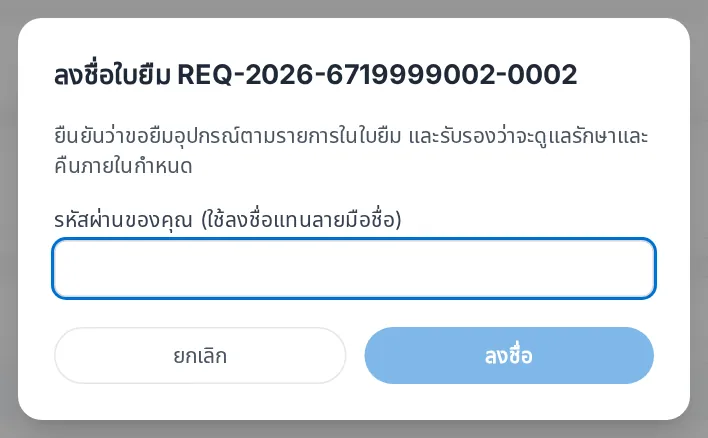 ลงชื่อใบยืม REQ-2026-6719999002-0002
ยืนยันว่าขอยืมอุปกรณ์ตามรายการในใบยืม และรับรองว่าจะดูแลรักษาและ
คืนภายในกำหนด
รหัสผ่านของคุณ (ใช้ลงชื่อแทนลายมือชื่อ)
ยกเลิก
ลงชื่อ